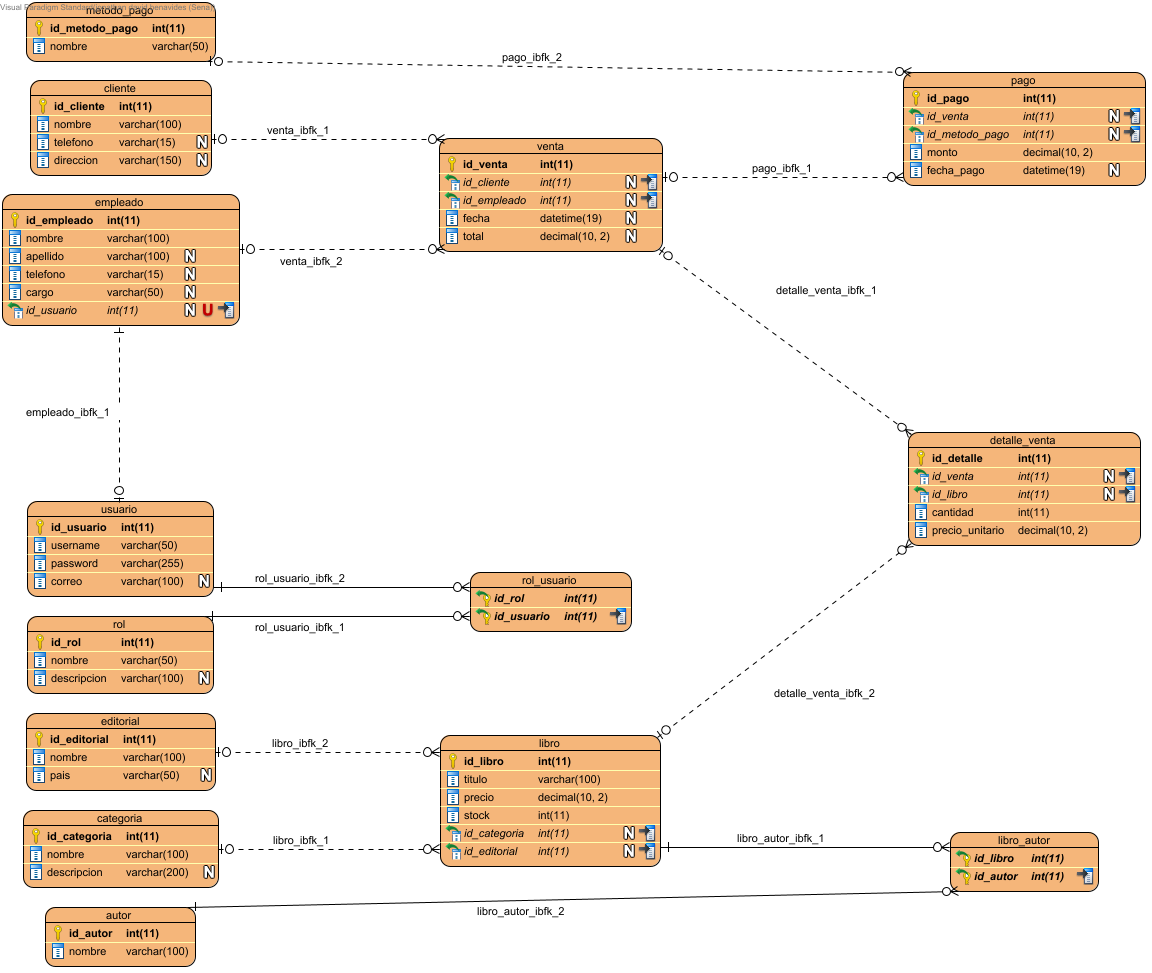 Visual Paradigm Standard
benavides (Sena)
metodo_pago
id_metodo_pago int(11)
nombre varchar(50)
pago_ibfk_2
pago
id_pago int(11)
id_venta int(11) N
id_metodo_pago int(11) N
monto decimal(10, 2)
fecha_pago datetime(19) N
cliente
id_cliente int(11)
nombre varchar(100)
telefono varchar(15) N
direccion varchar(150) N
venta_ibfk_1
venta
id_venta int(11)
id_cliente int(11) N
id_empleado int(11) N
fecha datetime(19) N
total decimal(10, 2) N
pago_ibfk_1
empleado
id_empleado int(11)
nombre varchar(100)
apellido varchar(100) N
telefono varchar(15) N
cargo varchar(50) N
id_usuario int(11) N U
venta_ibfk_2
detalle_venta_ibfk_1
empleado_ibfk_1
detalle_venta
id_detalle int(11)
id_venta int(11) N
id_libro int(11) N
cantidad int(11)
precio_unitario decimal(10, 2)
usuario
id_usuario int(11)
username varchar(50)
password varchar(255)
correo varchar(100) N
rol_usuario_ibfk_2
rol_usuario
id_rol int(11)
id_usuario int(11)
rol_usuario_ibfk_1
rol
id_rol int(11)
nombre varchar(50)
descripcion varchar(100) N
detalle_venta_ibfk_2
editorial
id_editorial int(11)
nombre varchar(100)
pais varchar(50) N
libro_ibfk_2
libro
id_libro int(11)
titulo varchar(100)
precio decimal(10, 2)
stock int(11)
id_categoria int(11) N
id_editorial int(11) N
categoria
id_categoria int(11)
nombre varchar(100)
descripcion varchar(200) N
libro_ibfk_1
libro_autor_ibfk_1
libro_autor
id_libro int(11)
id_autor int(11)
libro_autor_ibfk_2
autor
id_autor int(11)
nombre varchar(100)